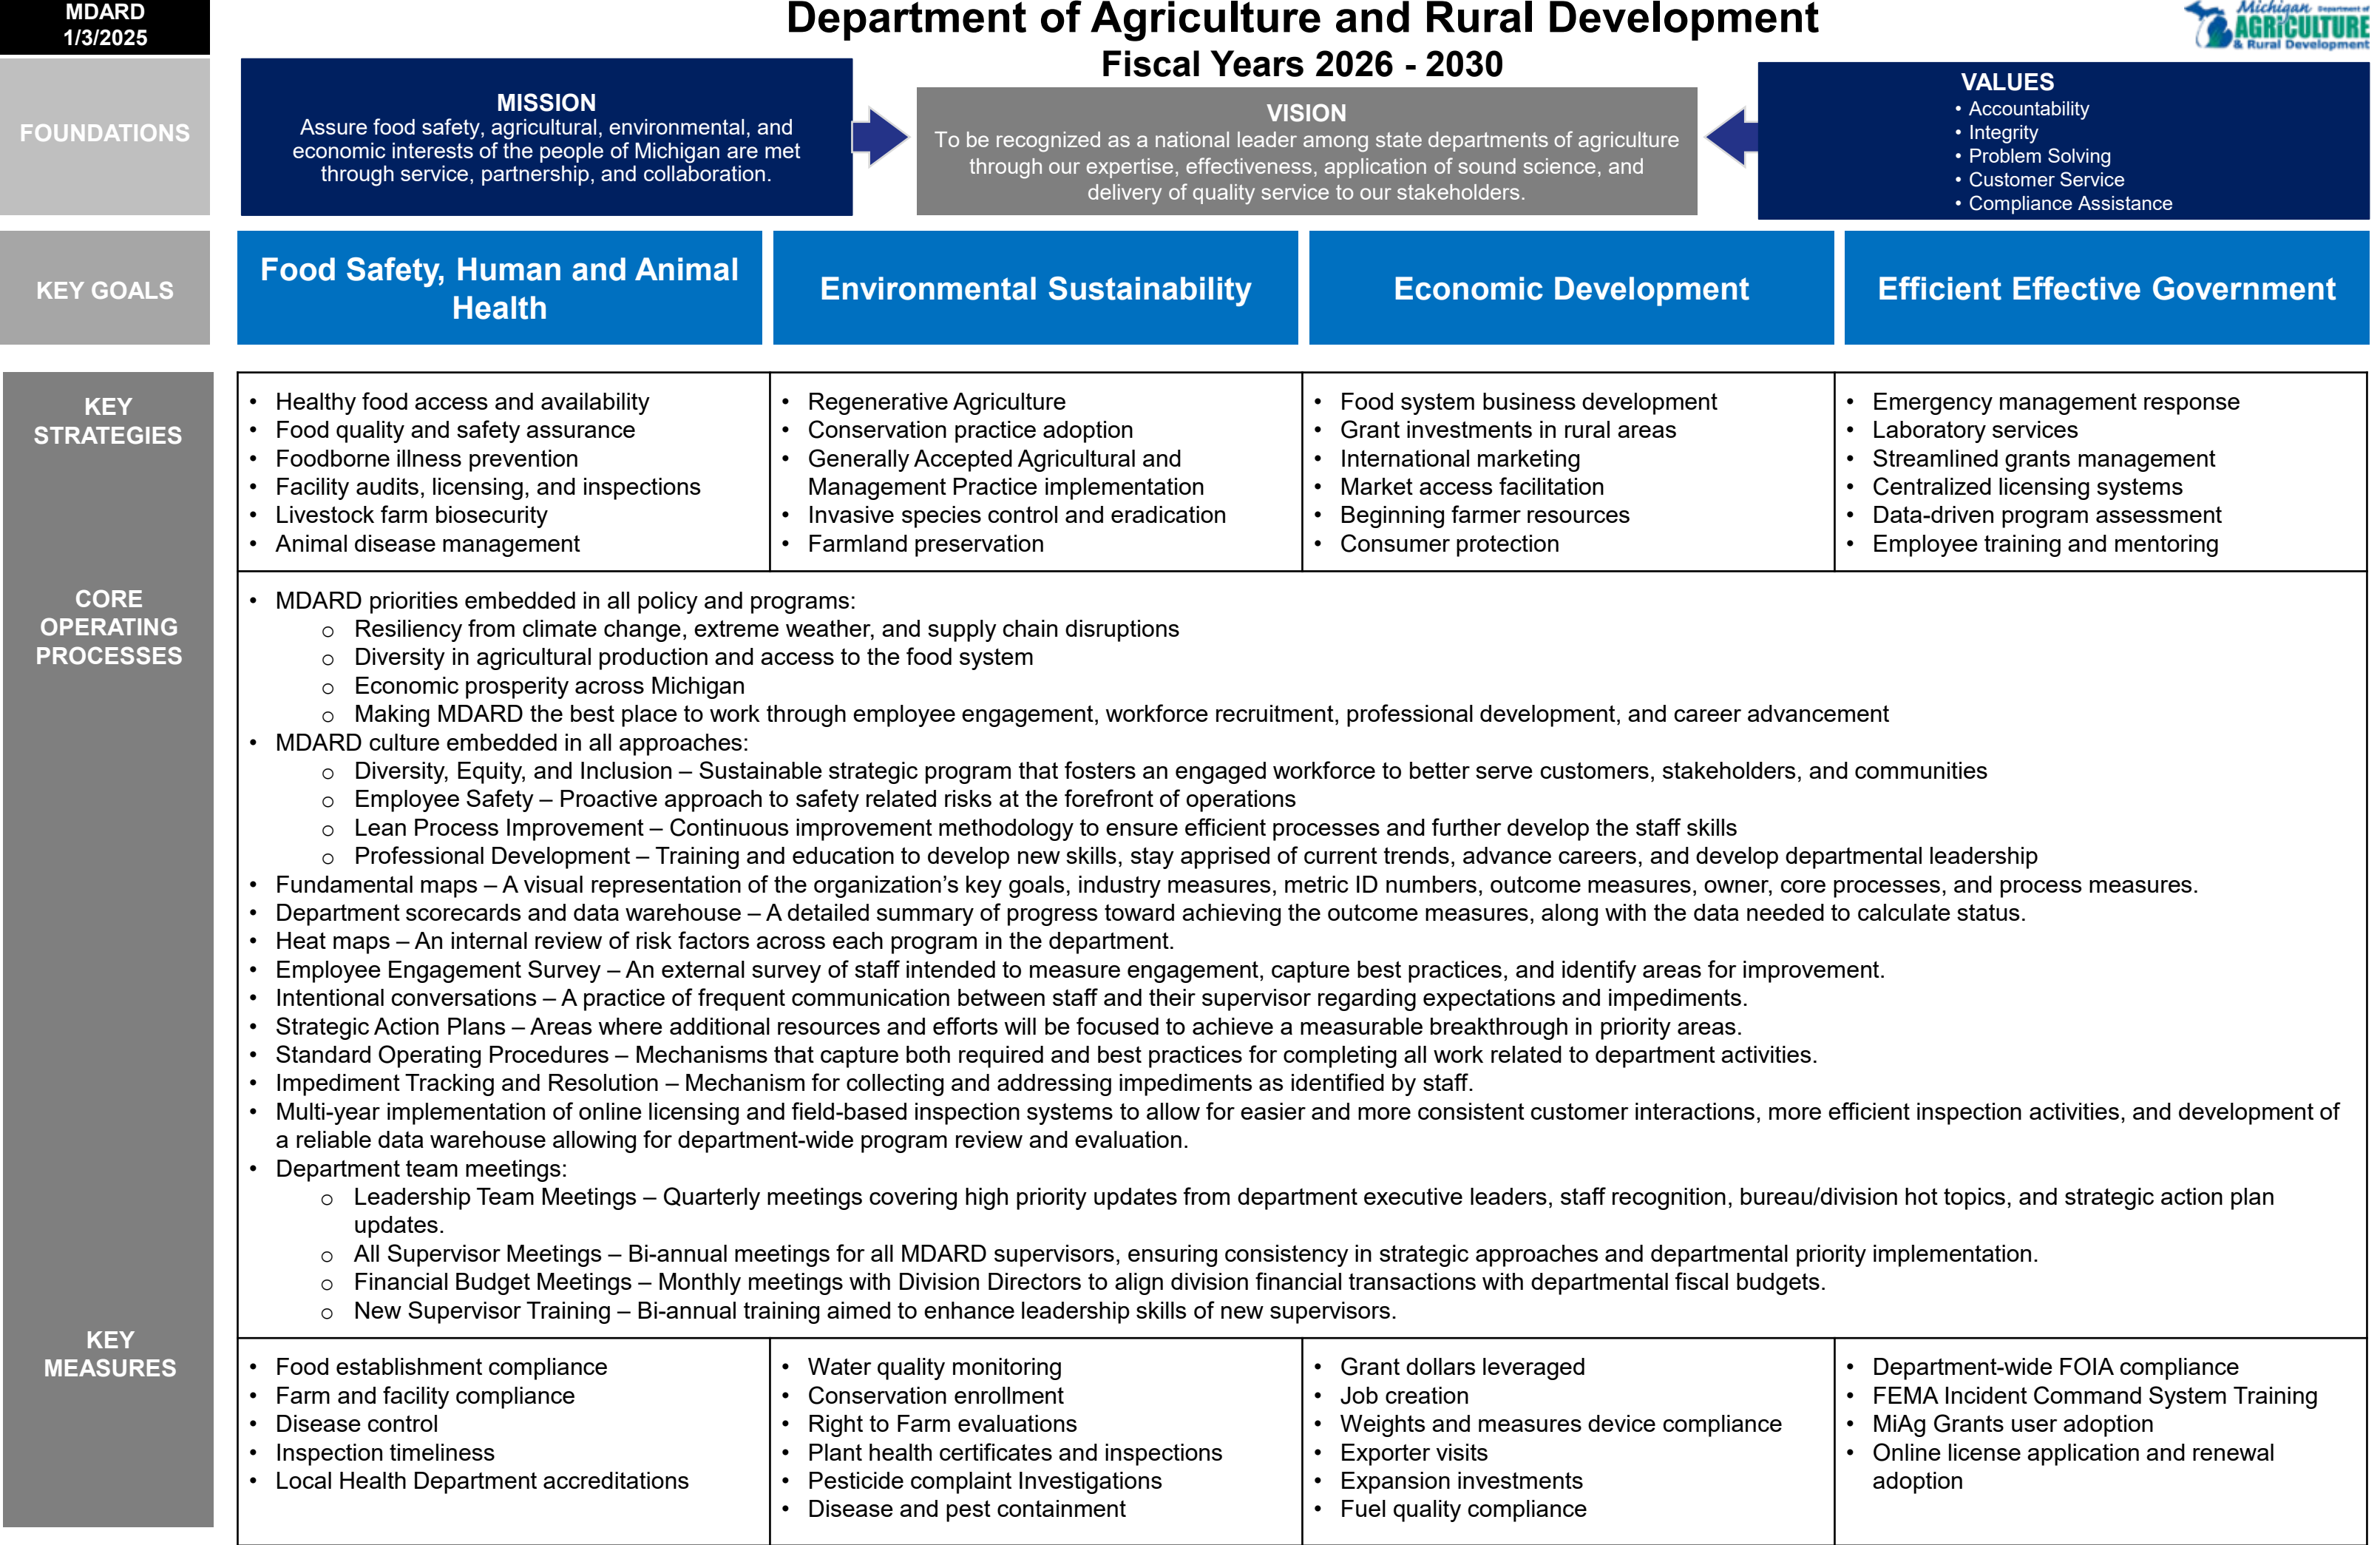 MDARD
1/3/2025
Department of Agriculture and Rural Development
Fiscal Years 2026 - 2030
Michigan Department of
AGRICULTURE
& Rural Development
FOUNDATIONS
MISSION
Assure food safety, agricultural, environmental, and
economic interests of the people of Michigan are met
through service, partnership, and collaboration.
VISION
To be recognized as a national leader among state departments of agriculture
through our expertise, effectiveness, application of sound science, and
delivery of quality service to our stakeholders.
VALUES
• Accountability
• Integrity
• Problem Solving
• Customer Service
• Compliance Assistance
KEY GOALS
Food Safety, Human and Animal
Health
Environmental Sustainability
Economic Development
Efficient Effective Government
KEY
STRATEGIES
• Healthy food access and availability
• Food quality and safety assurance
• Foodborne illness prevention
• Facility audits, licensing, and inspections
• Livestock farm biosecurity
• Animal disease management
• Regenerative Agriculture
• Conservation practice adoption
• Generally Accepted Agricultural and
Management Practice implementation
• Invasive species control and eradication
• Farmland preservation
• Food system business development
• Grant investments in rural areas
• International marketing
• Market access facilitation
• Beginning farmer resources
• Consumer protection
• Emergency management response
• Laboratory services
• Streamlined grants management
• Centralized licensing systems
• Data-driven program assessment
• Employee training and mentoring
CORE
OPERATING
PROCESSES
• MDARD priorities embedded in all policy and programs:
o Resiliency from climate change, extreme weather, and supply chain disruptions
o Diversity in agricultural production and access to the food system
o Economic prosperity across Michigan
o Making MDARD the best place to work through employee engagement, workforce recruitment, professional development, and career advancement
• MDARD culture embedded in all approaches:
o Diversity, Equity, and Inclusion – Sustainable strategic program that fosters an engaged workforce to better serve customers, stakeholders, and communities
o Employee Safety – Proactive approach to safety related risks at the forefront of operations
o Lean Process Improvement – Continuous improvement methodology to ensure efficient processes and further develop the staff skills
o Professional Development – Training and education to develop new skills, stay apprised of current trends, advance careers, and develop departmental leadership
• Fundamental maps – A visual representation of the organization’s key goals, industry measures, metric ID numbers, outcome measures, owner, core processes, and process measures.
• Department scorecards and data warehouse – A detailed summary of progress toward achieving the outcome measures, along with the data needed to calculate status.
• Heat maps – An internal review of risk factors across each program in the department.
• Employee Engagement Survey – An external survey of staff intended to measure engagement, capture best practices, and identify areas for improvement.
• Intentional conversations – A practice of frequent communication between staff and their supervisor regarding expectations and impediments.
• Strategic Action Plans – Areas where additional resources and efforts will be focused to achieve a measurable breakthrough in priority areas.
• Standard Operating Procedures – Mechanisms that capture both required and best practices for completing all work related to department activities.
• Impediment Tracking and Resolution – Mechanism for collecting and addressing impediments as identified by staff.
• Multi-year implementation of online licensing and field-based inspection systems to allow for easier and more consistent customer interactions, more efficient inspection activities, and development of
a reliable data warehouse allowing for department-wide program review and evaluation.
• Department team meetings:
o Leadership Team Meetings – Quarterly meetings covering high priority updates from department executive leaders, staff recognition, bureau/division hot topics, and strategic action plan
updates.
o All Supervisor Meetings – Bi-annual meetings for all MDARD supervisors, ensuring consistency in strategic approaches and departmental priority implementation.
o Financial Budget Meetings – Monthly meetings with Division Directors to align division financial transactions with departmental fiscal budgets.
o New Supervisor Training – Bi-annual training aimed to enhance leadership skills of new supervisors.
KEY
MEASURES
• Food establishment compliance
• Farm and facility compliance
• Disease control
• Inspection timeliness
• Local Health Department accreditations
• Water quality monitoring
• Conservation enrollment
• Right to Farm evaluations
• Plant health certificates and inspections
• Pesticide complaint Investigations
• Disease and pest containment
• Grant dollars leveraged
• Job creation
• Weights and measures device compliance
• Exporter visits
• Expansion investments
• Fuel quality compliance
• Department-wide FOIA compliance
• FEMA Incident Command System Training
• MiAg Grants user adoption
• Online license application and renewal
adoption